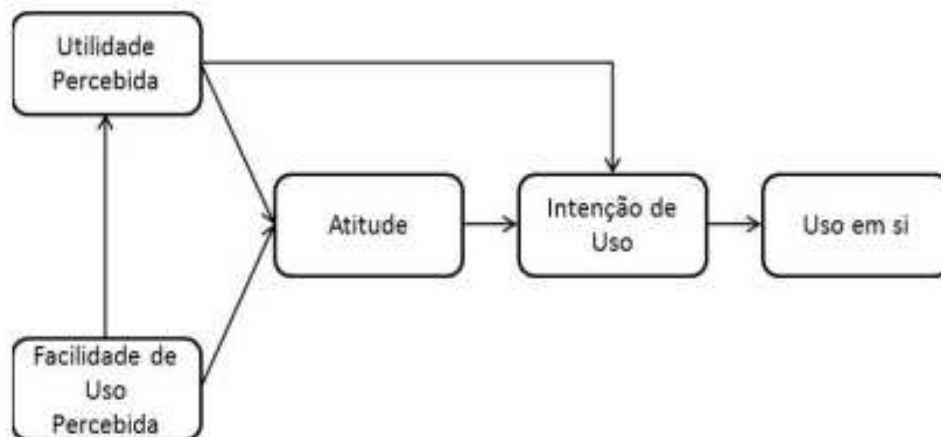 Utilidade
Percebida
Atitude
Intenção de
Uso
Uso em si
Facilidade de
Uso
Percebida